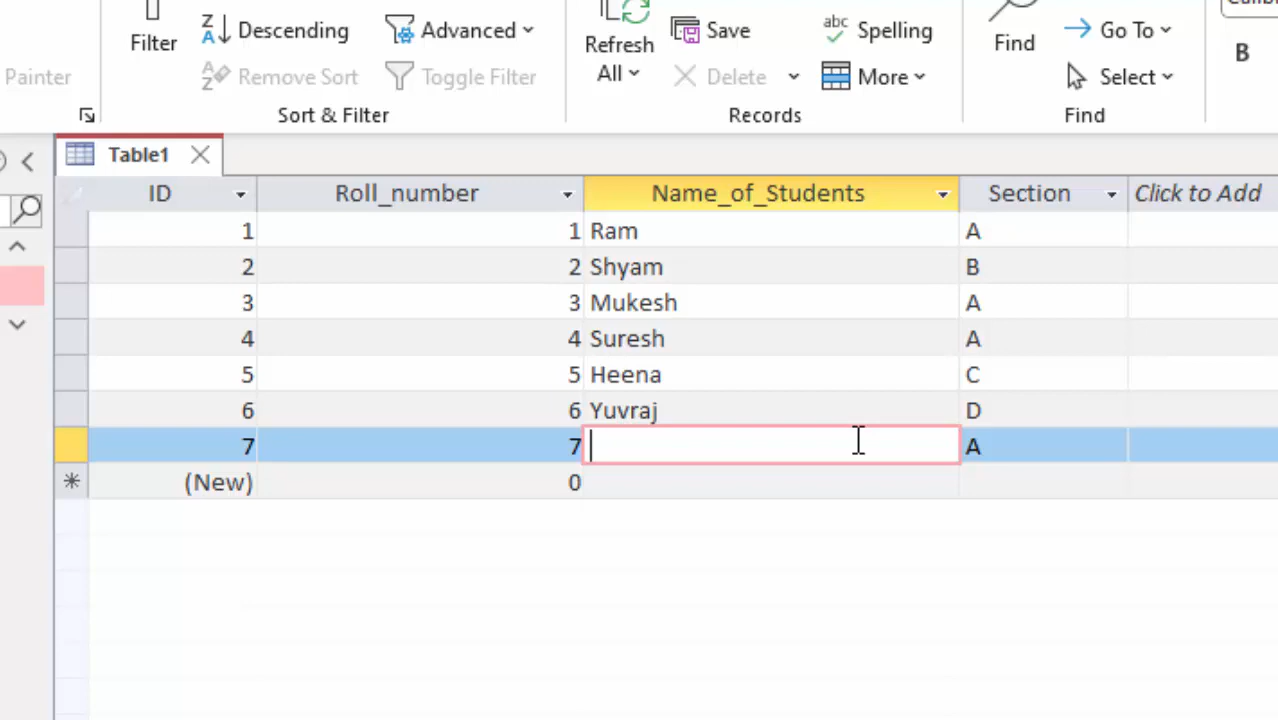 Filter
Descending
Advanced
Refresh
All
Save
Spelling
Find
Go To
B
Painter
Remove Sort
Toggle Filter
Delete
More
Select
Sort & Filter
Records
Find
Table1
ID Roll_number Name_of_Students Section Click to Add
1 1 Ram A
2 2 Shyam B
3 3 Mukesh A
4 4 Suresh A
5 5 Heena C
6 6 Yuvraj D
7 7 A
* (New) 0